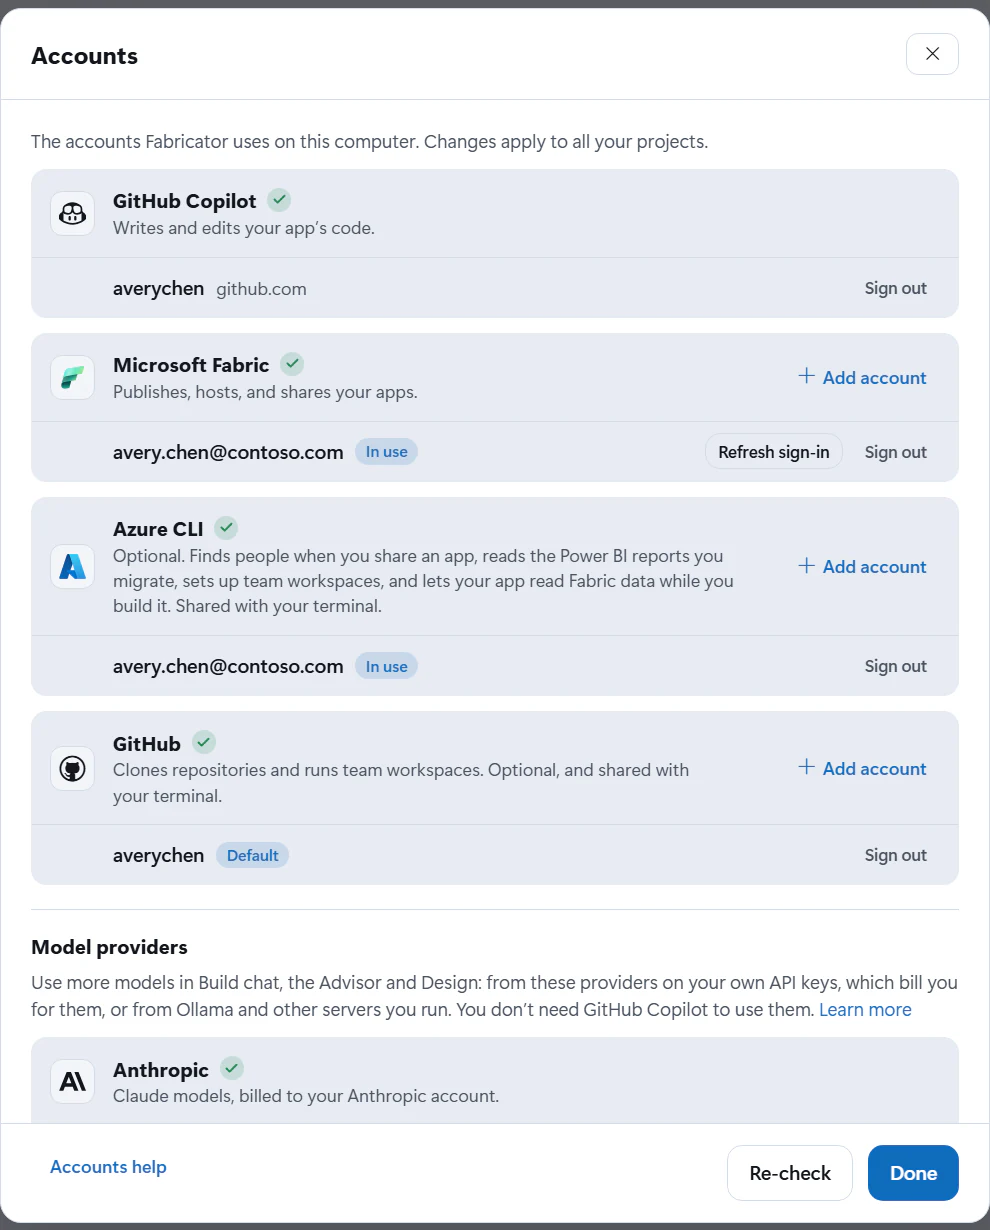 Accounts
The accounts Fabricator uses on this computer. Changes apply to all your projects.
GitHub Copilot
Writes and edits your app’s code.
averychen github.com Sign out
Microsoft Fabric
Publishes, hosts, and shares your apps.
+ Add account
avery.chen@contoso.com In use Refresh sign-in Sign out
Azure CLI
Optional. Finds people when you share an app, reads the Power BI reports you
migrate, sets up team workspaces, and lets your app read Fabric data while you
build it. Shared with your terminal.
+ Add account
avery.chen@contoso.com In use Sign out
GitHub
Clones repositories and runs team workspaces. Optional, and shared with
your terminal.
+ Add account
averychen Default Sign out
Model providers
Use more models in Build chat, the Advisor and Design: from these providers on your own API keys, which bill you
for them, or from Ollama and other servers you run. You don’t need GitHub Copilot to use them. Learn more
Anthropic
Claude models, billed to your Anthropic account.
Accounts help Re-check Done